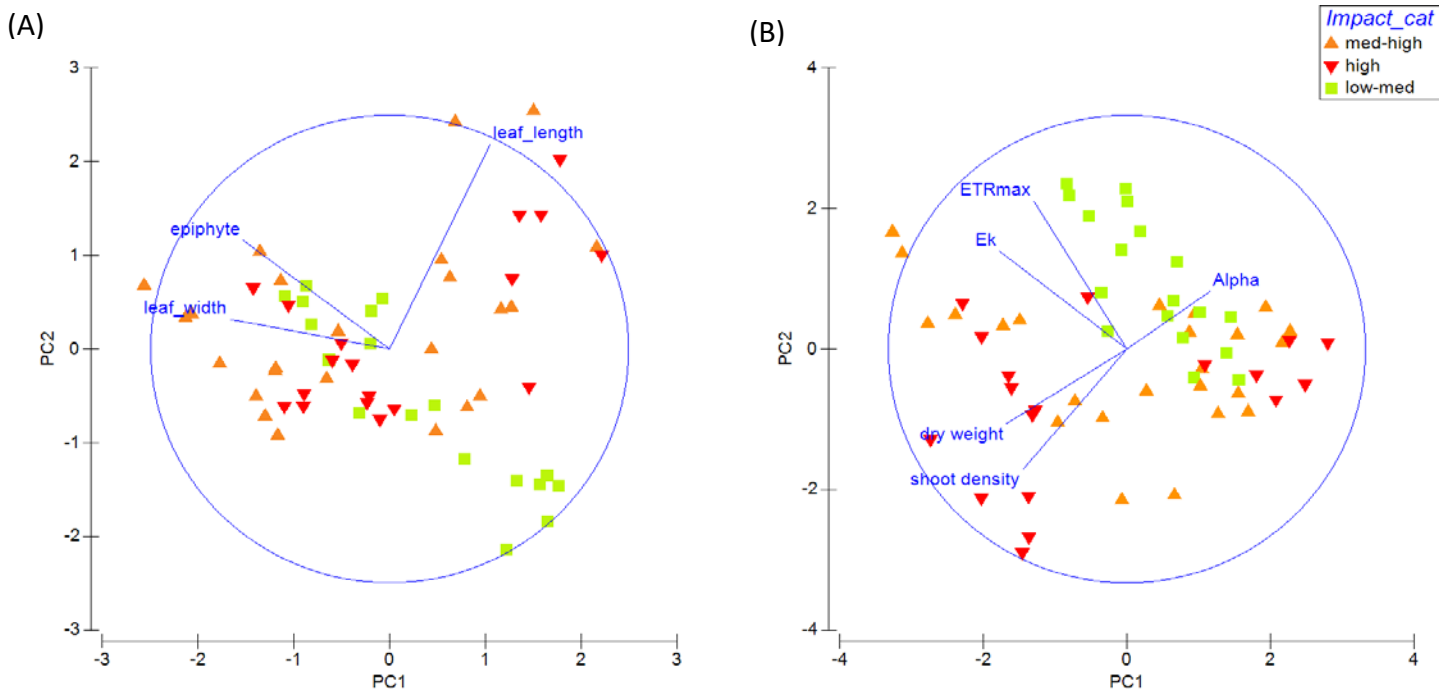 (A)
3
2
1
0
-1
-2
-3
PC2
-3
-2
-1
0
1
2
3
PC1
leaf_length
epiphyte
leaf_width
(B)
Impact_cat
med-high
high
low-med
4
2
0
-2
-4
PC2
-4
-2
0
2
4
PC1
ETRmax
Ek
Alpha
dry weight
shoot density